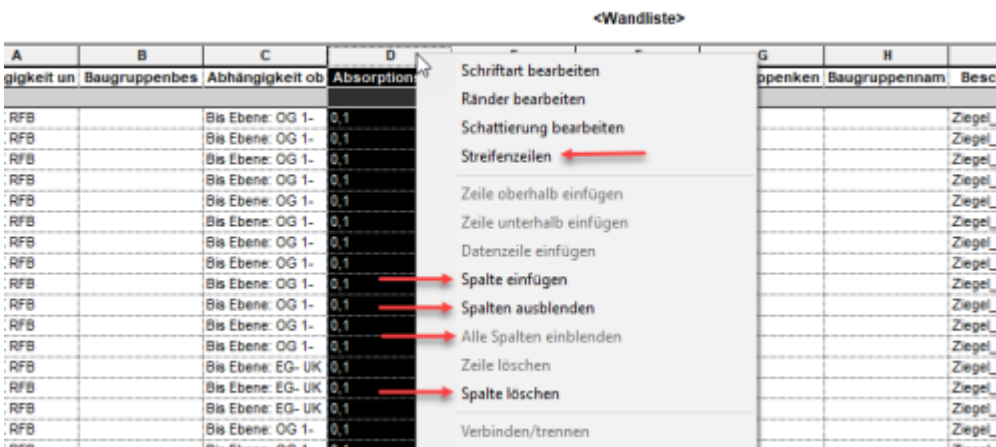 <Wandliste>
A B C D G H
gigkeit un Baugruppenbes Abhängigkeit ob Absorptions ppenken Baugruppennam Besc
RFB Bis Ebene: OG 1- 0,1 Ziegel_
RFB Bis Ebene: OG 1- 0,1 Ziegel_
RFB Bis Ebene: OG 1- 0,1 Ziegel_
RFB Bis Ebene: OG 1- 0,1 Ziegel_
RFB Bis Ebene: OG 1- 0,1 Ziegel_
RFB Bis Ebene: OG 1- 0,1 Ziegel_
RFB Bis Ebene: OG 1- 0,1 Ziegel_
RFB Bis Ebene: OG 1- 0,1 Ziegel_
RFB Bis Ebene: OG 1- 0,1 Ziegel_
RFB Bis Ebene: OG 1- 0,1 Ziegel_
RFB Bis Ebene: OG 1- 0,1 Ziegel_
RFB Bis Ebene: OG 1- 0,1 Ziegel_
RFB Bis Ebene: EG- UK 0,1 Ziegel_
RFB Bis Ebene: EG- UK 0,1 Ziegel_
RFB Bis Ebene: EG- UK 0,1 Ziegel_
RFB Bis Ebene: OG 1- 0,1 Ziegel_
Schriftart bearbeiten
Ränder bearbeiten
Schattierung bearbeiten
Streifenzeilen
Zeile oberhalb einfügen
Zeile unterhalb einfügen
Datenzeile einfügen
Spalte einfügen
Spalten ausblenden
Alle Spalten einblenden
Zeile löschen
Spalte löschen
Verbinden/trennen